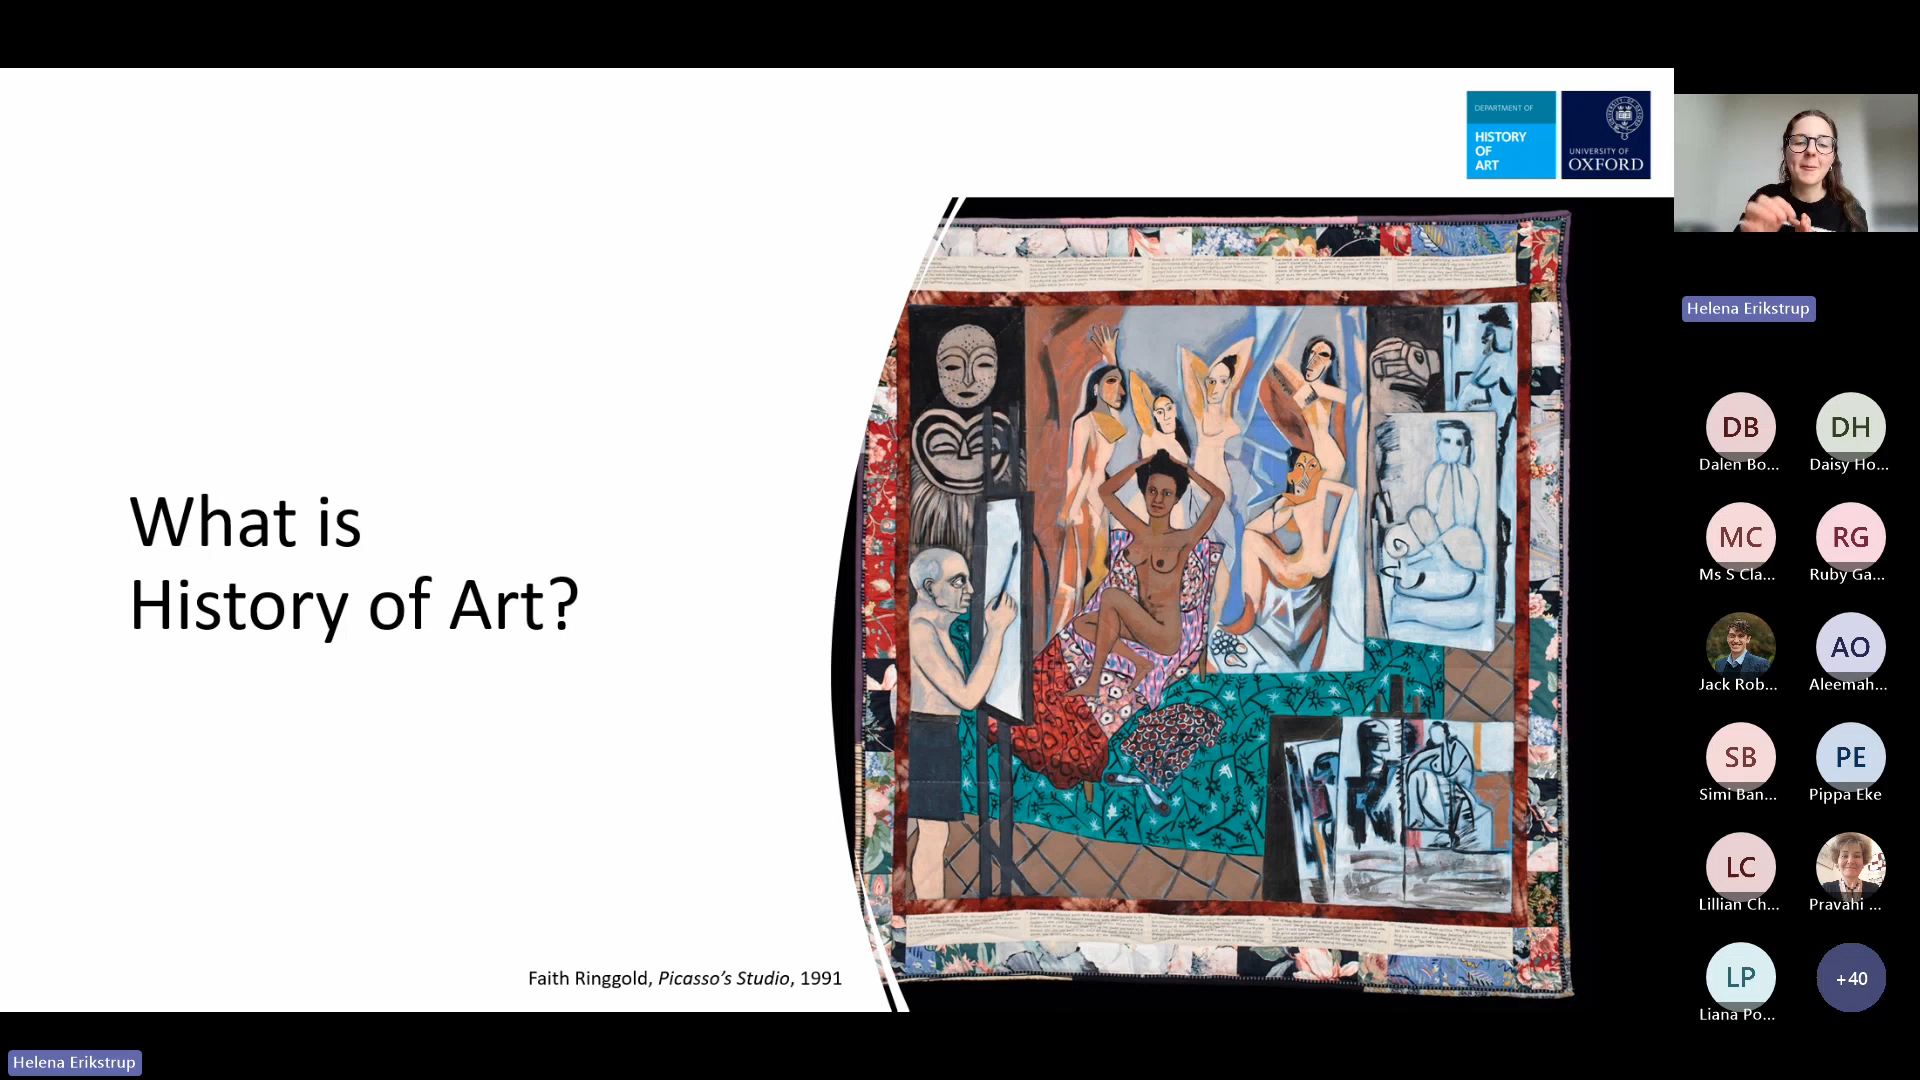 DEPARTMENT OF
HISTORY
OF
ART
UNIVERSITY OF
OXFORD
What is
History of Art?
Faith Ringgold, Picasso's Studio, 1991
Helena Erikstrup
Helena Erikstrup
DB
Dalen Bo...
DH
Daisy Ho...
MC
Ms S Cla...
RG
Ruby Ga...
Jack Rob...
AO
Aleemah...
SB
Simi Ban...
PE
Pippa Eke
LC
Lillian Ch...
Pravahi ...
LP
Liana Po...
+40